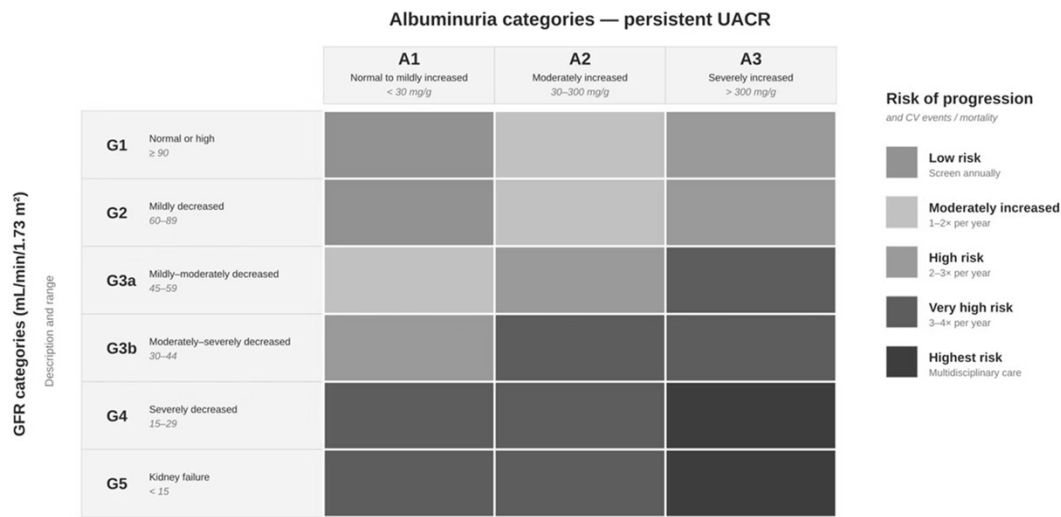 Albuminuria categories — persistent UACR
A1
Normal to mildly increased
< 30 mg/g
A2
Moderately increased
30–300 mg/g
A3
Severely increased
> 300 mg/g
GFR categories (mL/min/1.73 m²)
Description and range
G1
Normal or high
≥ 90
G2
Mildly decreased
60–89
G3a
Mildly–moderately decreased
45–59
G3b
Moderately–severely decreased
30–44
G4
Severely decreased
15–29
G5
Kidney failure
< 15
Risk of progression
and CV events / mortality
Low risk
Screen annually
Moderately increased
1–2× per year
High risk
2–3× per year
Very high risk
3–4× per year
Highest risk
Multidisciplinary care